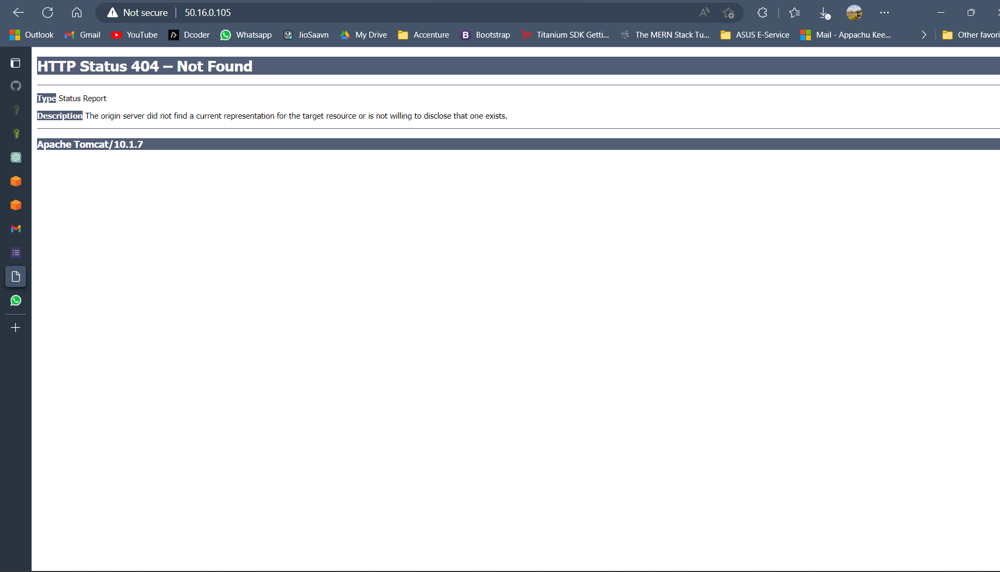 Not secure
50.16.0.105
Outlook
Gmail
YouTube
Dcoder
Whatsapp
JioSaavn
My Drive
Accenture
Bootstrap
Titanium SDK Getti...
The MERN Stack Tu...
ASUS E-Service
Mail - Appachu Kee...
Other favori
HTTP Status 404 – Not Found
Type Status Report
Description The origin server did not find a current representation for the target resource or is not willing to disclose that one exists.
Apache Tomcat/10.1.7